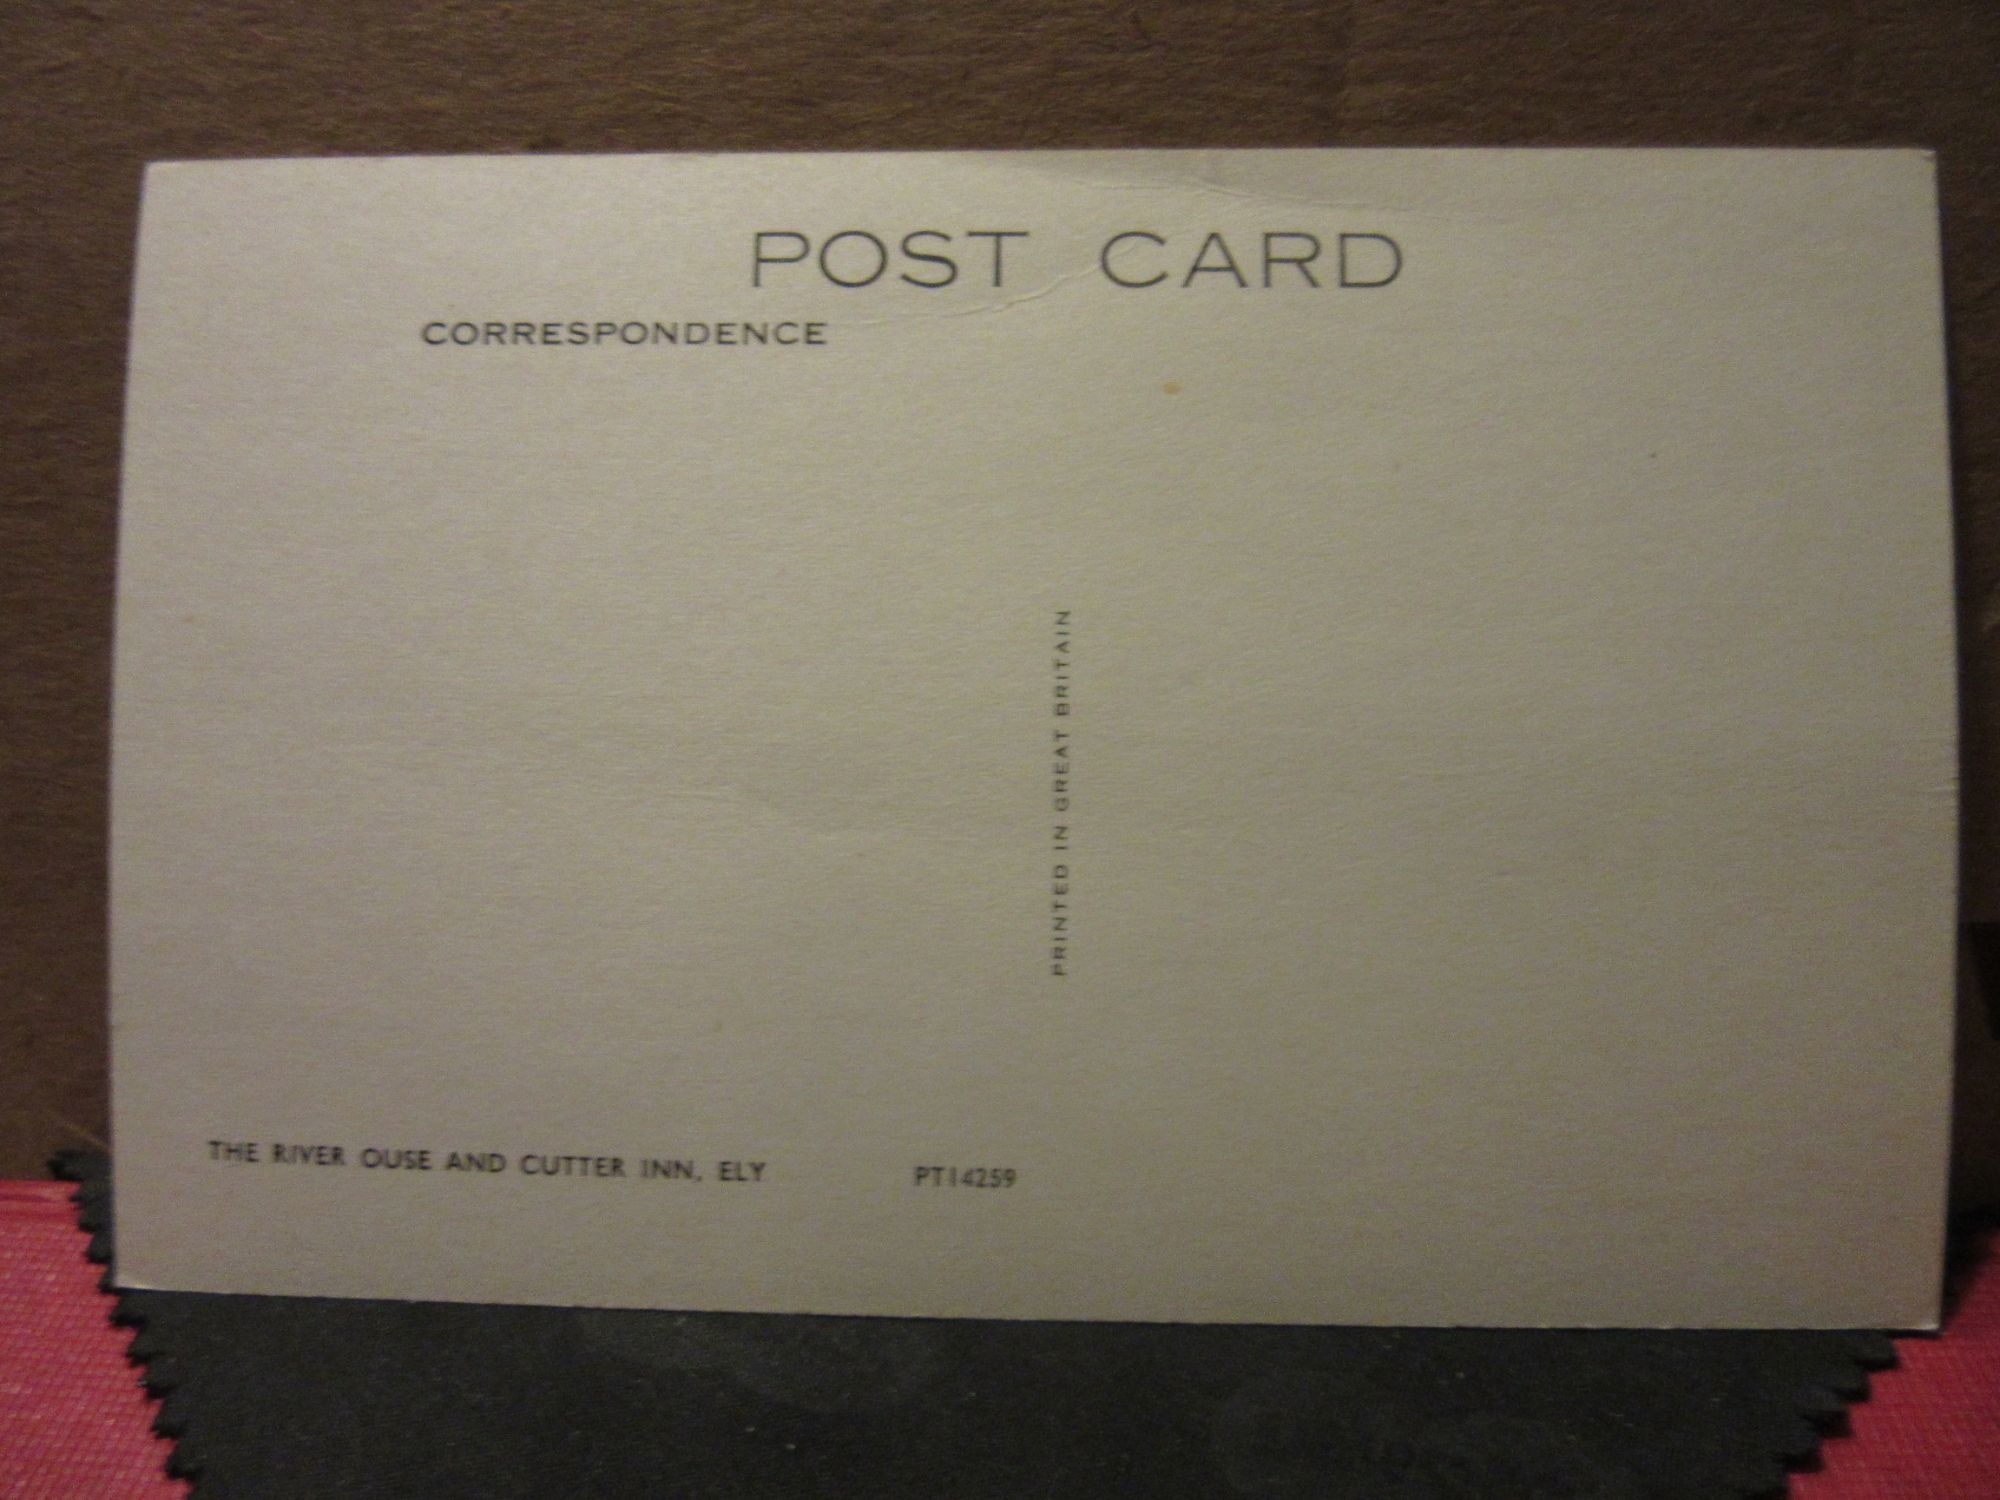 POST CARD
CORRESPONDENCE
PRINTED IN GREAT BRITAIN
THE RIVER OUSE AND CUTTER INN, ELY
PT14259